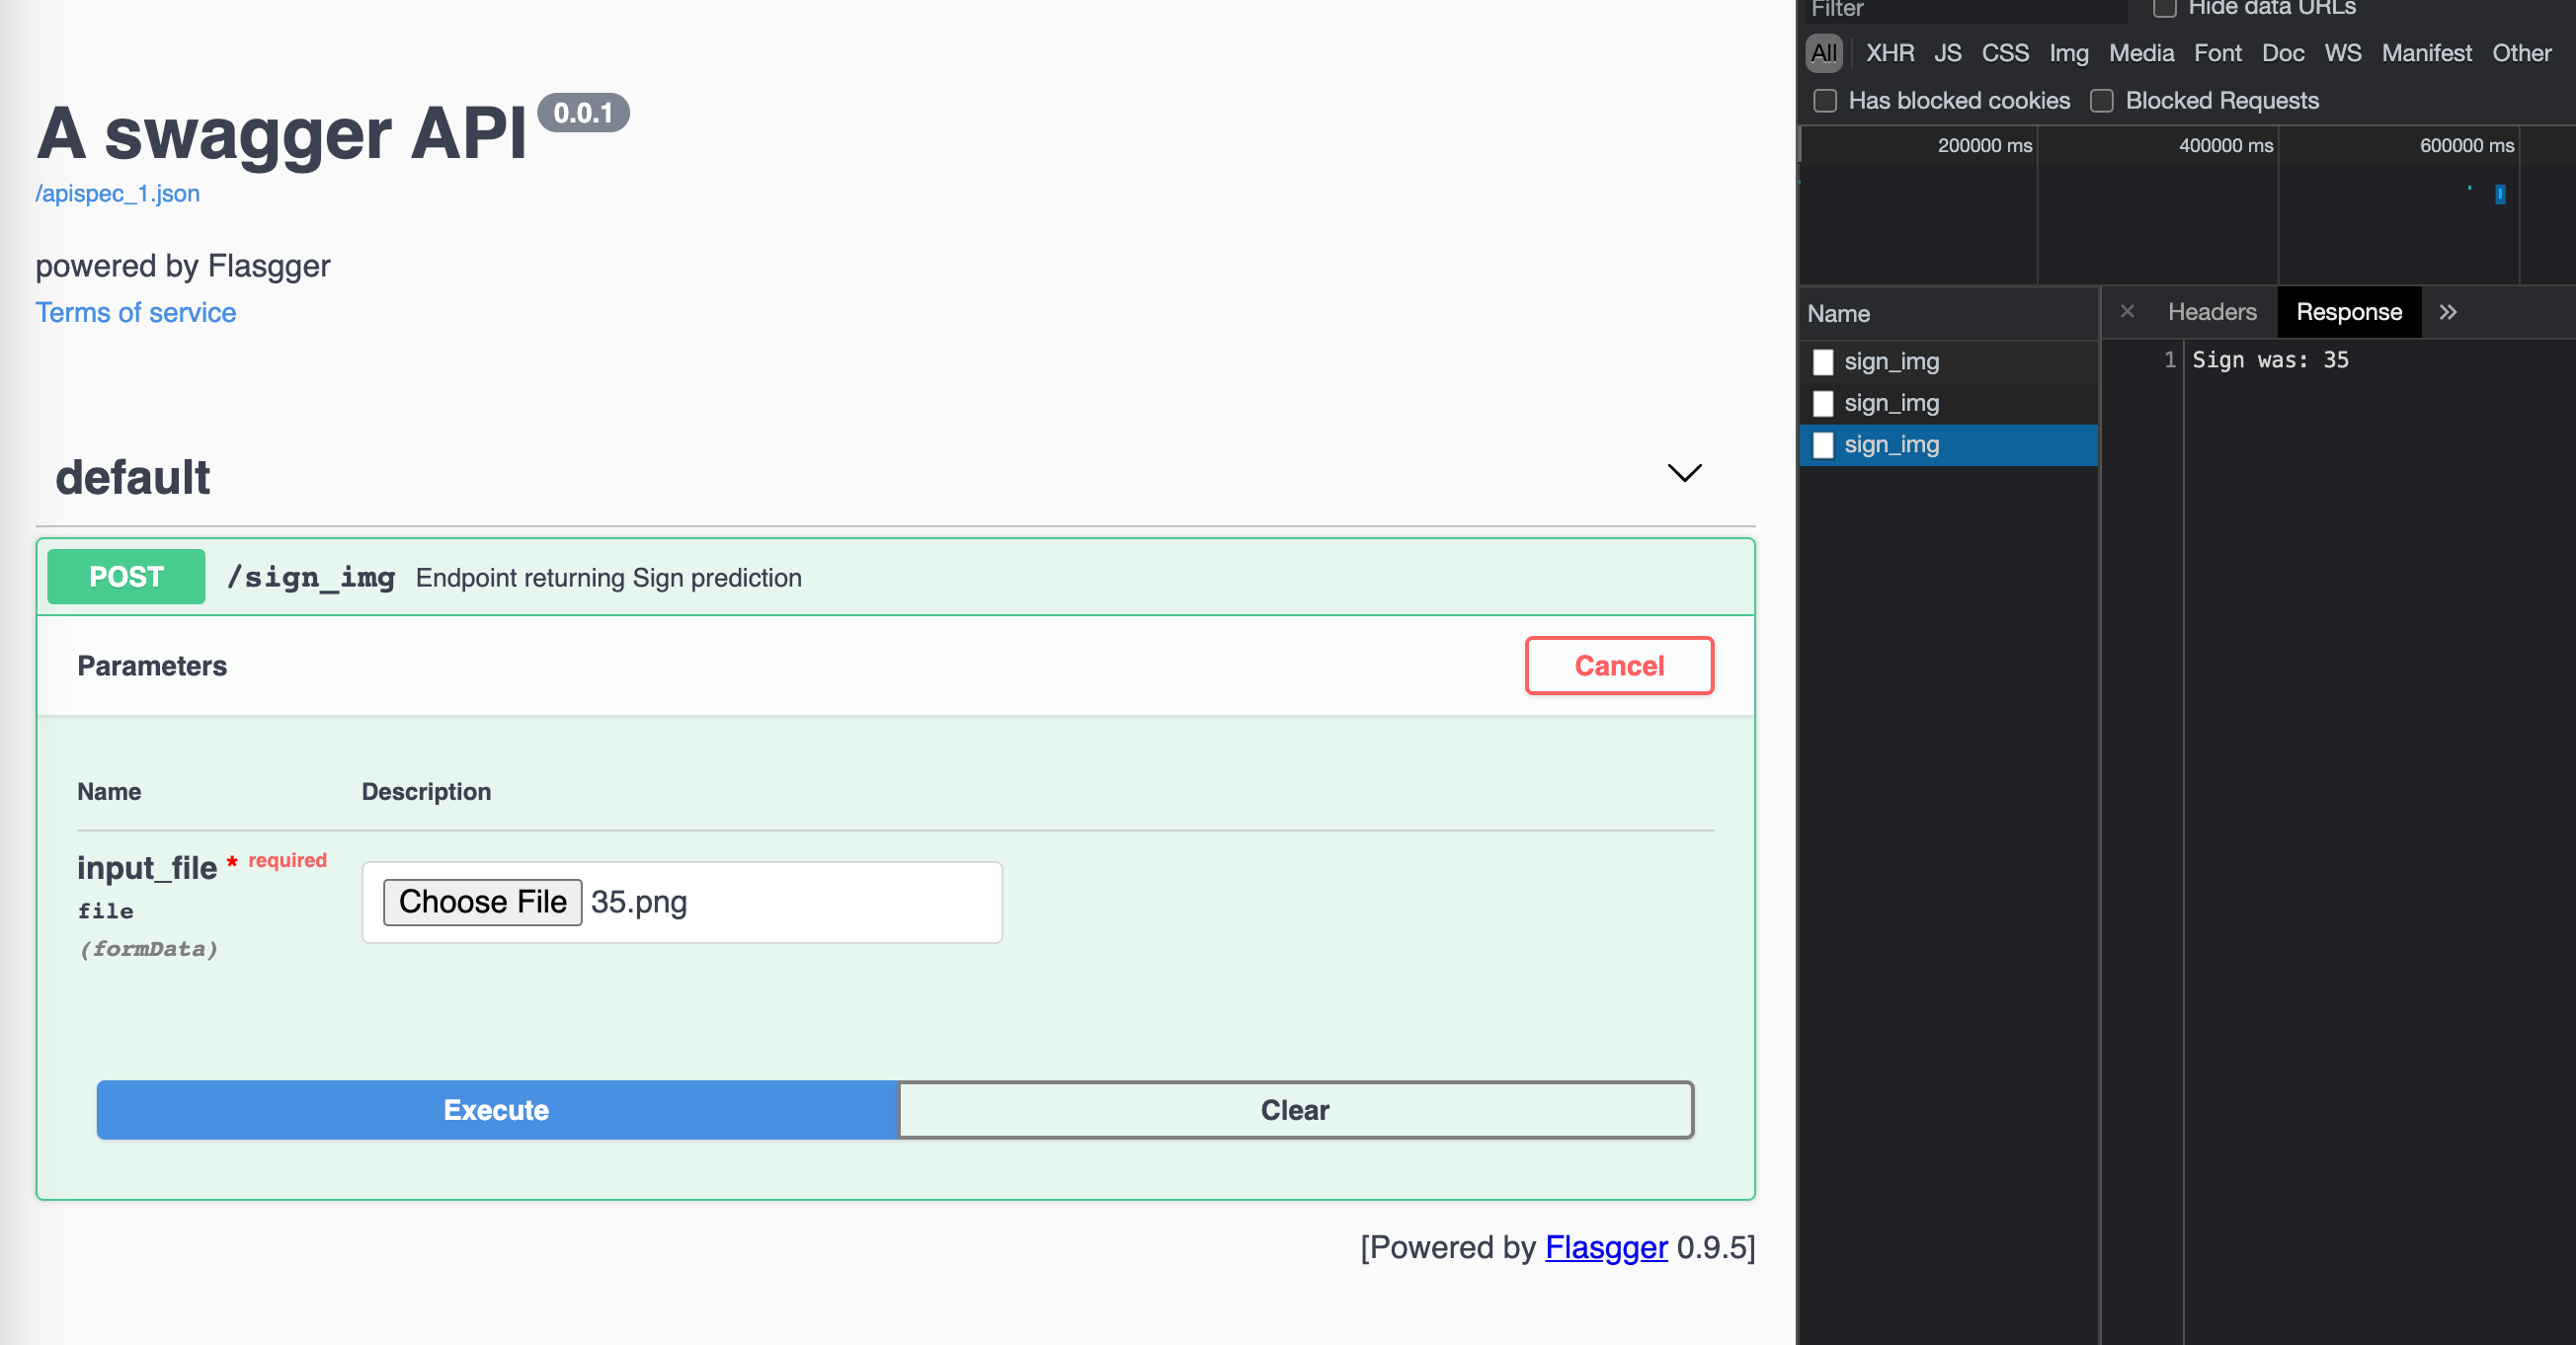 A swagger API 0.0.1
/apispec_1.json
powered by Flasgger
Terms of service
default
POST /sign_img Endpoint returning Sign prediction
Parameters
Cancel
Name Description
input_file * required
file
(formData)
Choose File 35.png
Execute
Clear
[Powered by Flasgger 0.9.5]
Filter
Hide data URLs
All XHR JS CSS Img Media Font Doc WS Manifest Other
Has blocked cookies Blocked Requests
200000 ms 400000 ms 600000 ms
Name
sign_img
sign_img
sign_img
× Headers Response »
1 Sign was: 35